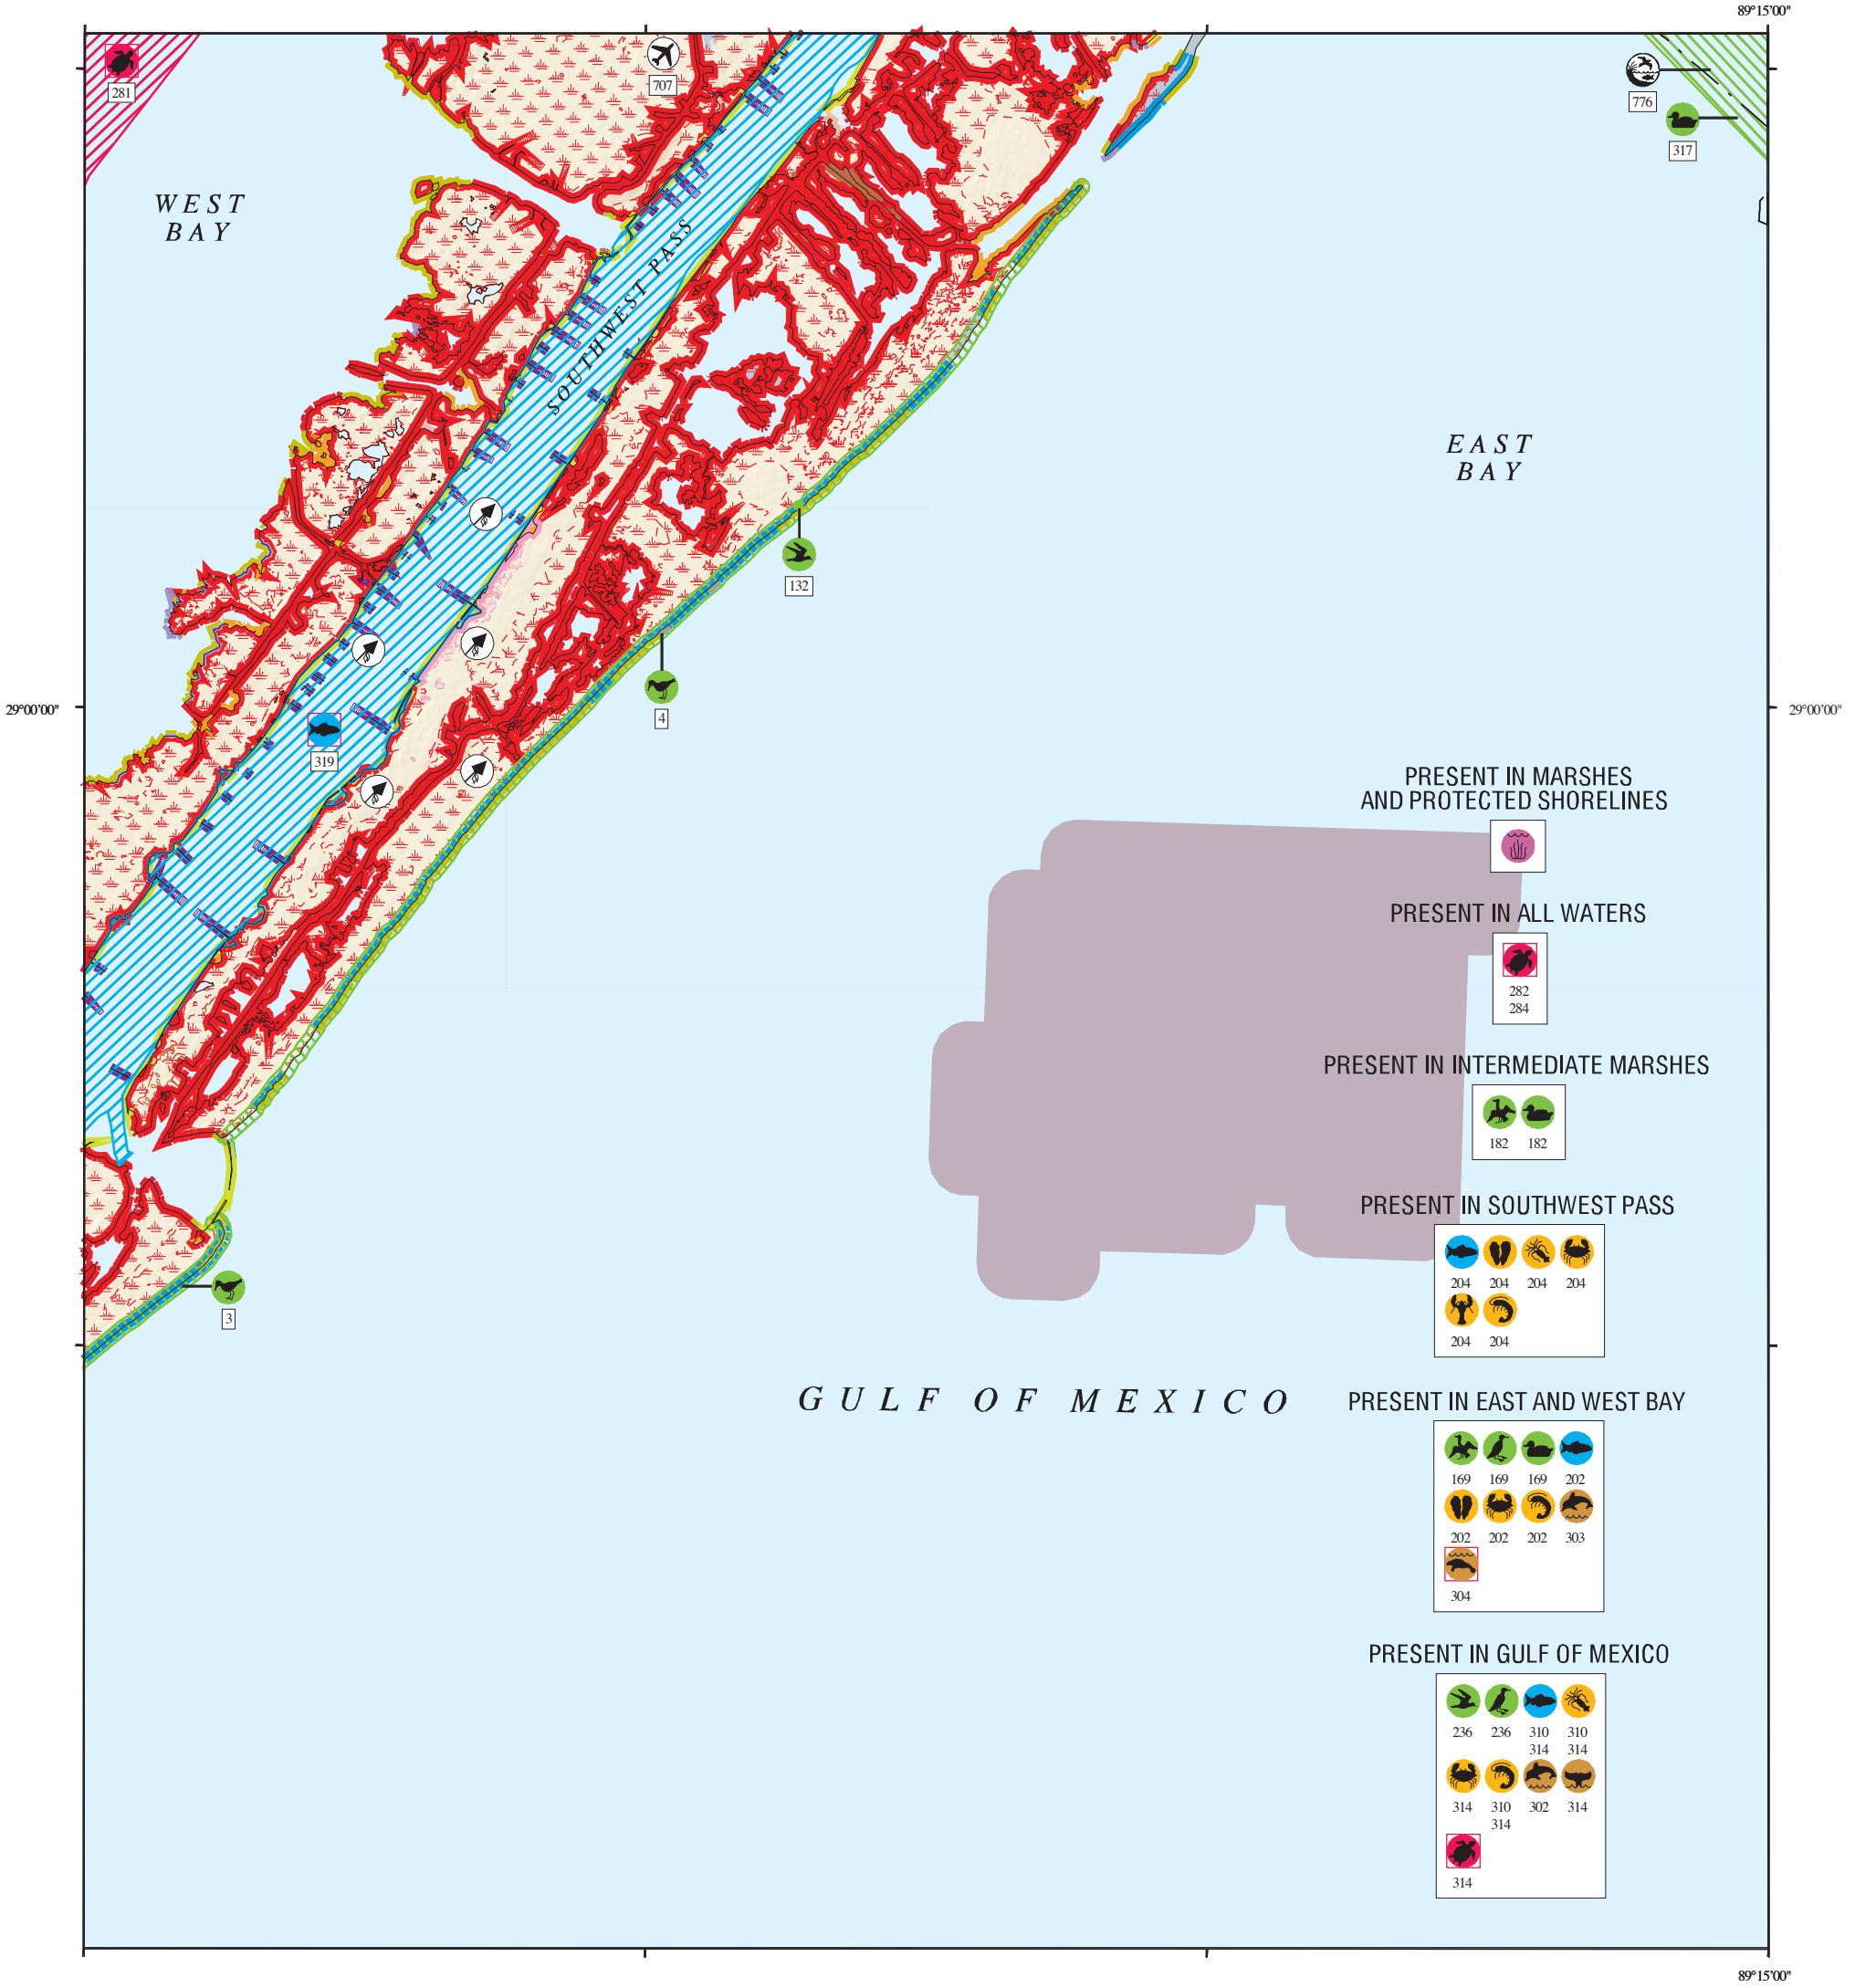 89°15'00"
281
707
776
317
WEST
BAY
SOUTHWEST PASS
EAST
BAY
132
4
29°00'00"
29°00'00"
319
PRESENT IN MARSHES
AND PROTECTED SHORELINES
PRESENT IN ALL WATERS
282
284
PRESENT IN INTERMEDIATE MARSHES
182 182
PRESENT IN SOUTHWEST PASS
204 204 204 204
204 204
3
GULF OF MEXICO
PRESENT IN EAST AND WEST BAY
169 169 169 202
202 202 202 303
304
PRESENT IN GULF OF MEXICO
236 236 310 310
314 314
314 310 302 314
314
314
89°15'00"